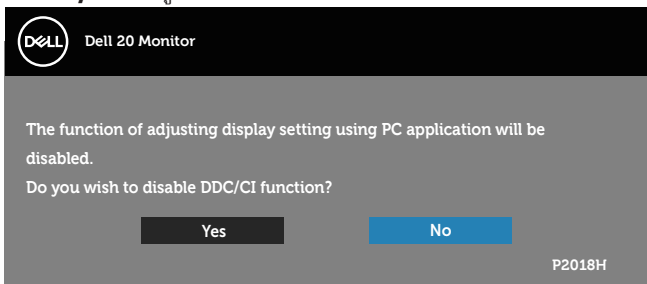 DELL
Dell 20 Monitor
The function of adjusting display setting using PC application will be
disabled.
Do you wish to disable DDC/CI function?
Yes
No
P2018H